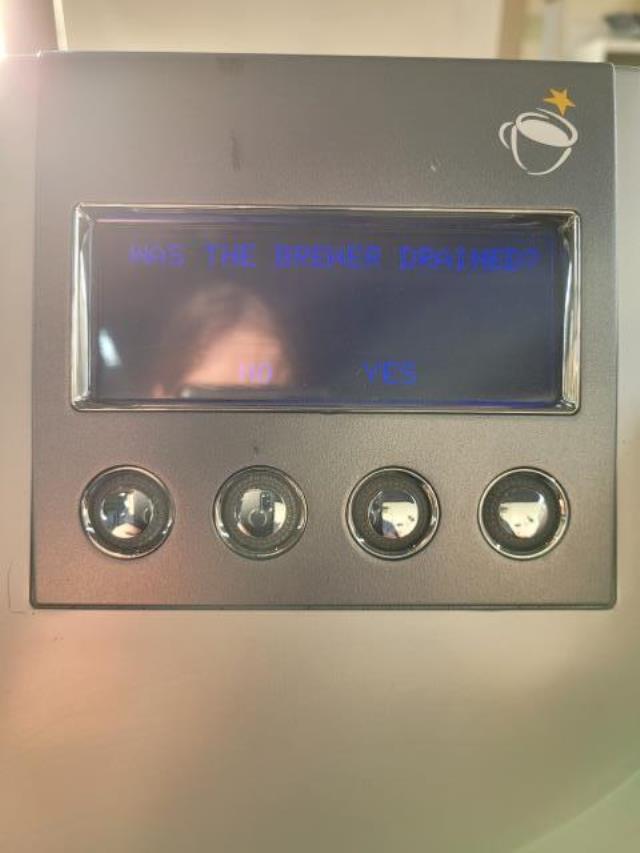 WAS THE BREWER DRAINED?
NO YES